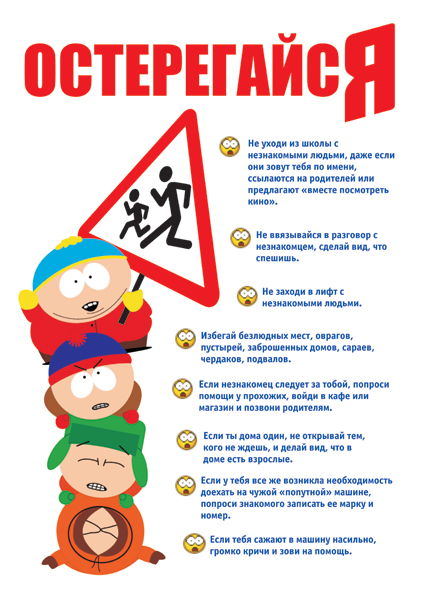 ОСТЕРЕГАЙСЯ
Не уходи из школы с
незнакомыми людьми, даже если
они зовут тебя по имени,
ссылаются на родителей или
предлагают «вместе посмотреть
кино».
Не ввязывайся в разговор с
незнакомцем, сделай вид, что
спешишь.
Не заходи в лифт с
незнакомыми людьми.
Избегай безлюдных мест, оврагов,
пустырей, заброшенных домов, сараев,
чердаков, подвалов.
Если незнакомец следует за тобой, попроси
помощи у прохожих, войди в кафе или
магазин и позвони родителям.
Если ты дома один, не открывай тем,
кого не ждешь, и делай вид, что в
доме есть взрослые.
Если у тебя все же возникла необходимость
доехать на чужой «попутной» машине,
попроси знакомого записать ее марку и
номер.
Если тебя сажают в машину насильно,
громко кричи и зови на помощь.